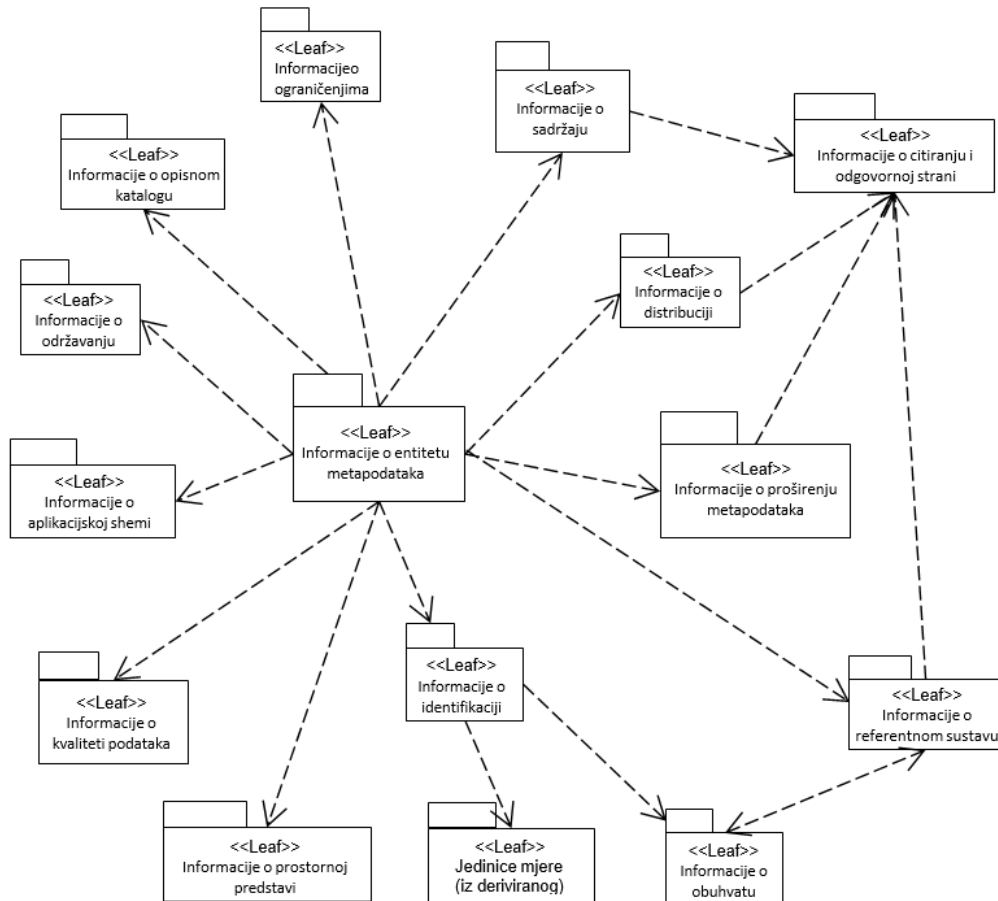 <<Leaf>>
Informacijeo
ograničenjima
<<Leaf>>
Informacije o
sadržaju
<<Leaf>>
Informacije o citiranju i
odgovornoj strani
<<Leaf>>
Informacije o opisnom
katalogu
<<Leaf>>
Informacije o
održavanju
<<Leaf>>
Informacije o
distribuciji
<<Leaf>>
Informacije o entitetu
metapodataka
<<Leaf>>
Informacije o proširenju
metapodataka
<<Leaf>>
Informacije o
aplikacijskoj shemi
<<Leaf>>
Informacije o
kvaliteti podataka
<<Leaf>>
Informacije o
identifikaciji
<<Leaf>>
Informacije o
referentnom sustavu
<<Leaf>>
Informacije o prostornoj
predstavi
<<Leaf>>
Jedinice mjere
(iz deriviranog)
<<Leaf>>
Informacije o
obuhvatu